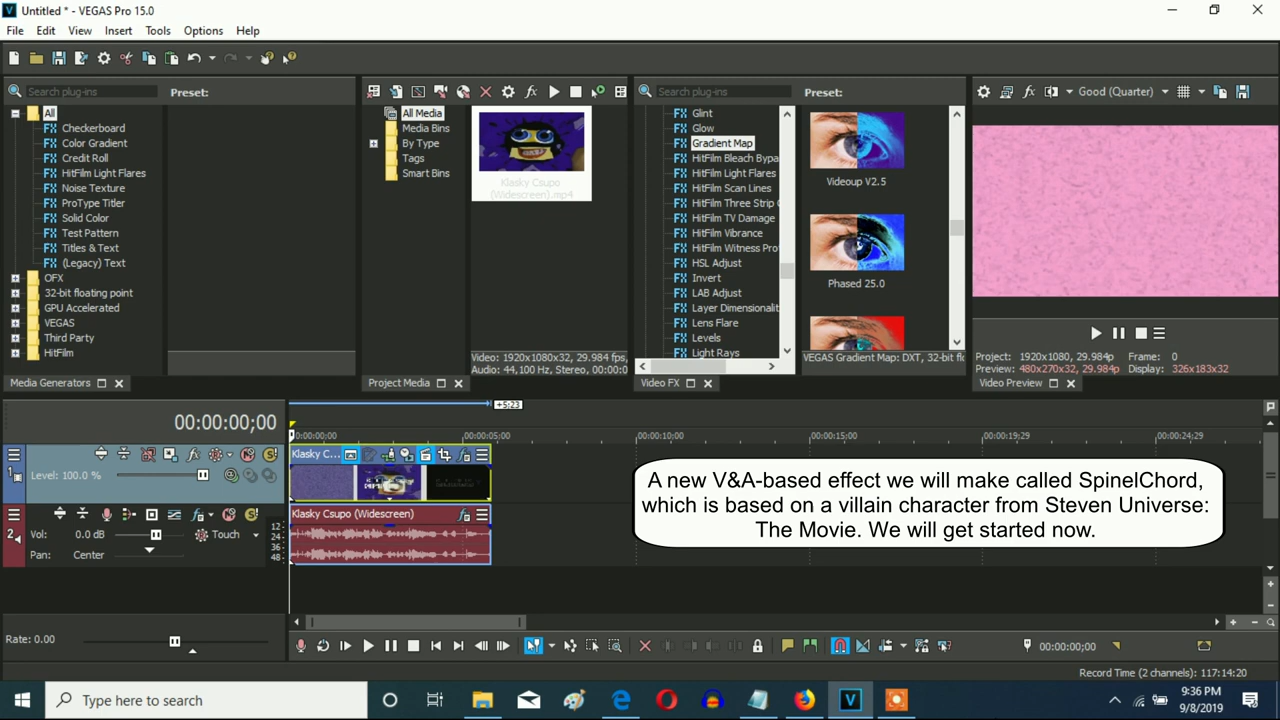 Untitled * - VEGAS Pro 15.0
File Edit View Insert Tools Options Help
Search plug-ins
Preset:
All
Checkerboard
Color Gradient
Credit Roll
HitFilm Light Flares
Noise Texture
ProType Titler
Solid Color
Test Pattern
Titles & Text
(Legacy) Text
OFX
32-bit floating point
GPU Accelerated
VEGAS
Third Party
HitFilm
Media Generators
All Media
Media Bins
By Type
Tags
Smart Bins
Klasky Csupo
(Widescreen).mp4
Video: 1920x1080x32, 29.984 fps,
Audio: 44,100 Hz, Stereo, 00:00:0
Project Media
Search plug-ins
Preset:
Glint
Glow
Gradient Map
HitFilm Bleach Bypa
HitFilm Light Flares
HitFilm Scan Lines
HitFilm Three Strip C
HitFilm TV Damage
HitFilm Vibrance
HitFilm Witness Pro
HSL Adjust
Invert
LAB Adjust
Layer Dimensionalit
Lens Flare
Levels
Light Rays
Videoup V2.5
Phased 25.0
VEGAS Gradient Map: DXT, 32-bit fl
Video FX
Good (Quarter)
Project: 1920x1080, 29.984p
Frame: 0
Preview: 480x270x32, 29.984p
Display: 326x183x32
Video Preview
+5;23
00:00:00;00
00:00:00;00 00:00:05;00 00:00:10;00 00:00:15;00 00:00:19;29 00:00:24;29
1
Level: 100.0 %
Klasky C...
2
Vol: 0.0 dB
Touch
Pan: Center
12
24
36
48
Klasky Csupo (Widescreen)
A new V&A-based effect we will make called SpinelChord,
which is based on a villain character from Steven Universe:
The Movie. We will get started now.
Rate: 0.00
00:00:00;00
Record Time (2 channels): 117:14:20
Type here to search
9:36 PM
9/8/2019